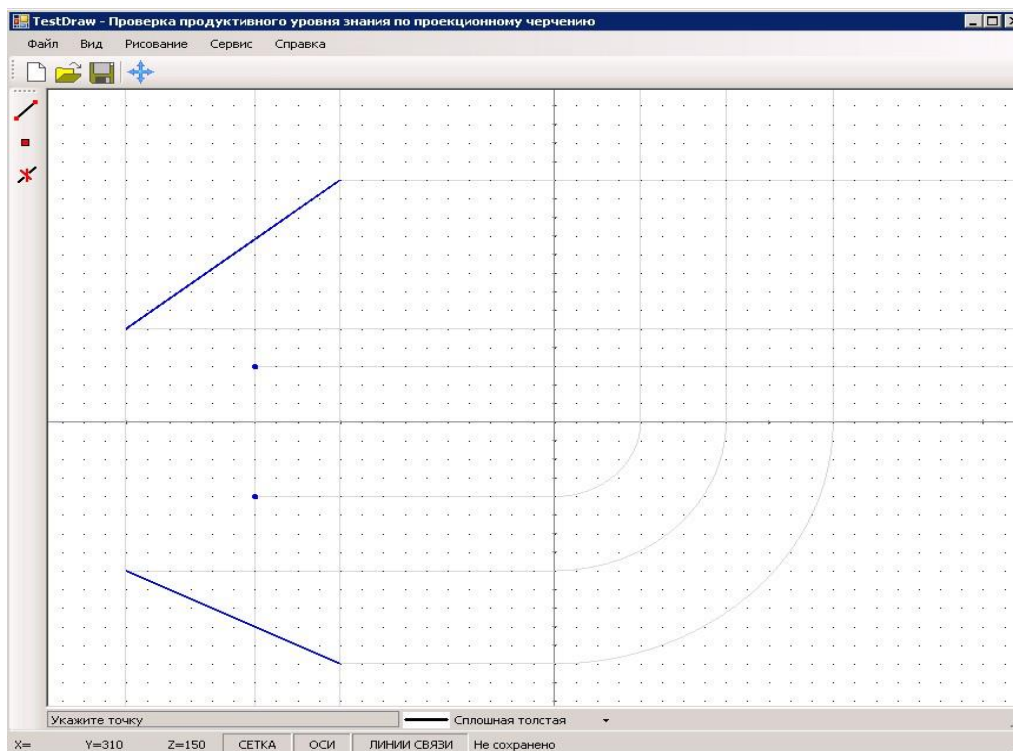 TestDraw - Проверка продуктивного уровня знания по проекционному черчению
Файл Вид Рисование Сервис Справка
Укажите точку Сплошная толстая
X= Y=310 Z=150 СЕТКА ОСИ ЛИНИИ СВЯЗИ Не сохранено